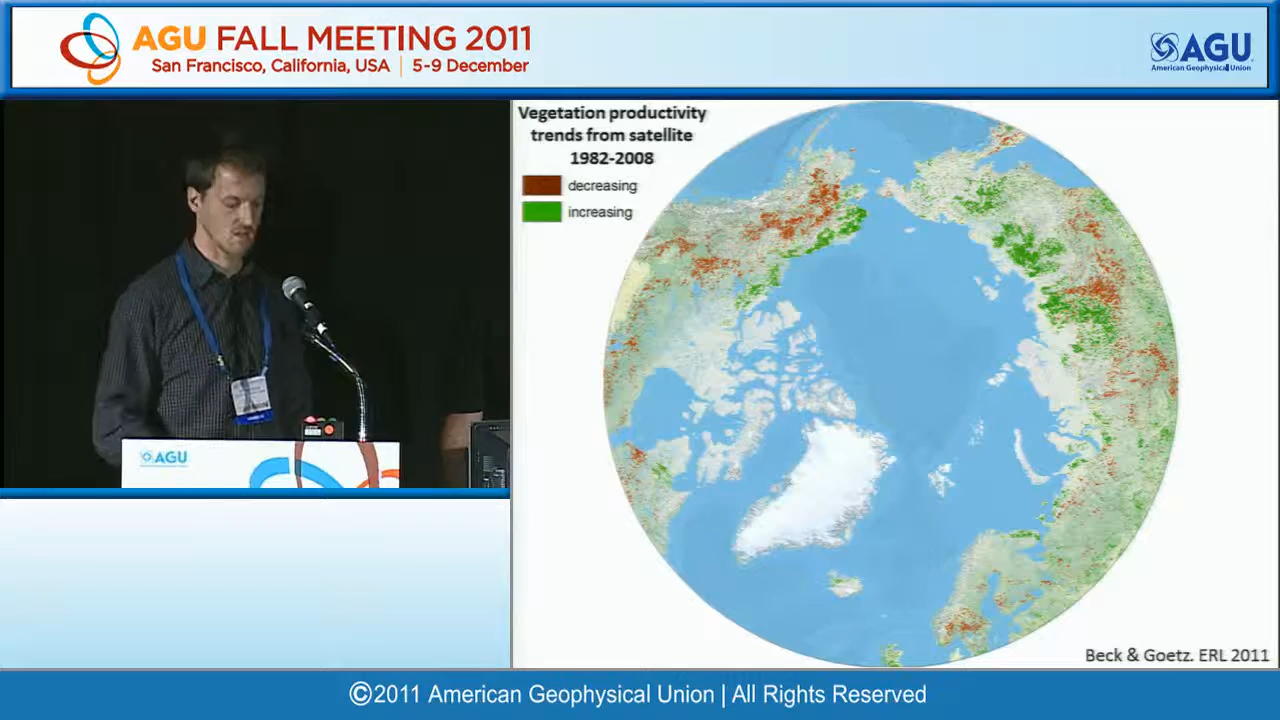 AGU FALL MEETING 2011
San Francisco, California, USA | 5-9 December
AGU
American Geophysical Union
Vegetation productivity
trends from satellite
1982-2008
decreasing
increasing
AGU
Beck & Goetz. ERL 2011
©2011 American Geophysical Union | All Rights Reserved